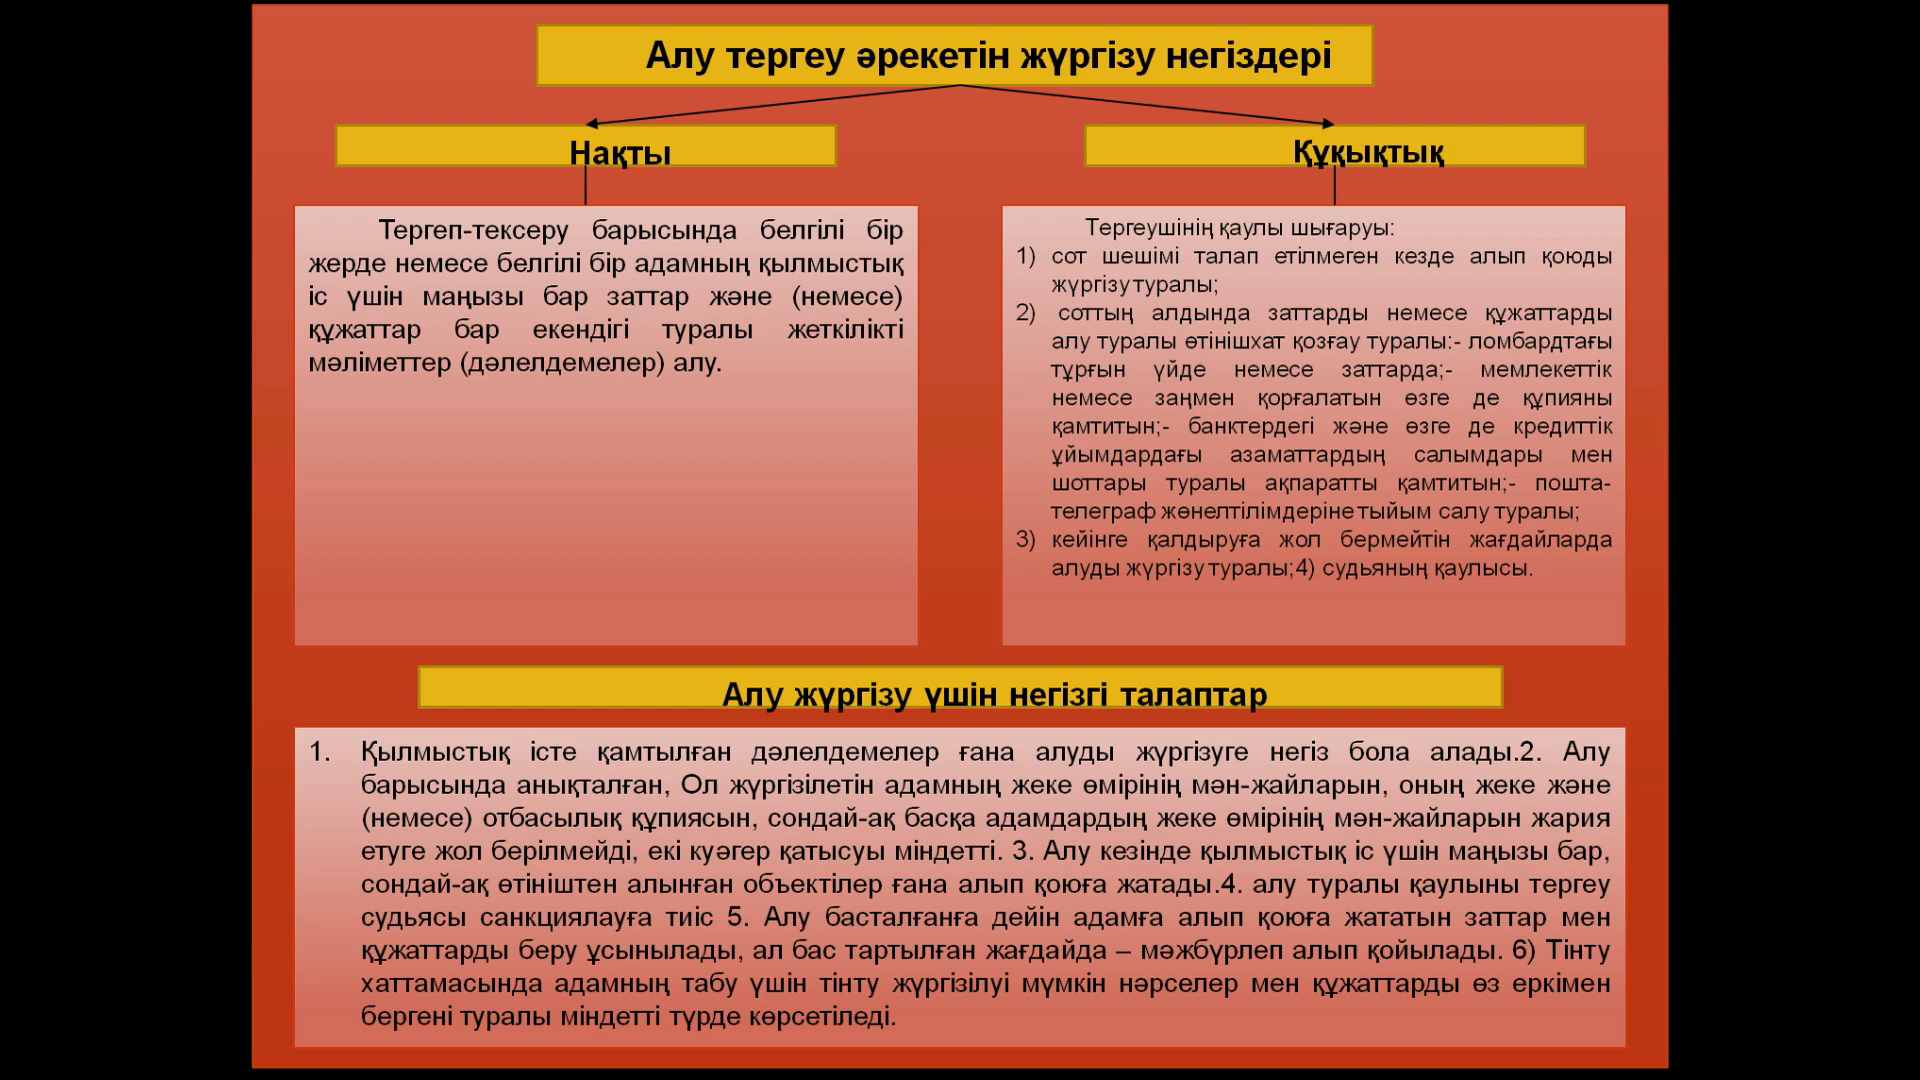 Алу тергеу әрекетін жүргізу негіздері
Нақты
Тергеп-тексеру барысында белгілі бір
жерде немесе белгілі бір адамның қылмыстық
іс үшін маңызы бар заттар және (немесе)
құжаттар бар екендігі туралы жеткілікті
мәліметтер (дәлелдемелер) алу.
Құқықтық
Тергеушінің қаулы шығаруы:
1) сот шешімі талап етілмеген кезде алып қоюды
жүргізу туралы;
2) соттың алдында заттарды немесе құжаттарды
алу туралы өтінішхат қозғау туралы:- ломбардтағы
тұрғын үйде немесе заттарда;- мемлекеттік
немесе заңмен қорғалатын өзге де құпияны
қамтитын;- банктердегі және өзге де кредиттік
ұйымдардағы азаматтардың салымдары мен
шоттары туралы ақпаратты қамтитын;- пошта-
телеграф жөнелтілімдеріне тыйым салу туралы;
3) кейінге қалдыруға жол бермейтін жағдайларда
алуды жүргізу туралы;4) судьяның қаулысы.
Алу жүргізу үшін негізгі талаптар
1. Қылмыстық істе қамтылған дәлелдемелер ғана алуды жүргізуге негіз бола алады.2. Алу
барысында анықталған, Ол жүргізілетін адамның жеке өмірінің мән-жайларын, оның жеке және
(немесе) отбасылық құпиясын, сондай-ақ басқа адамдардың жеке өмірінің мән-жайларын жария
етуге жол берілмейді, екі куәгер қатысуы міндетті. 3. Алу кезінде қылмыстық іс үшін маңызы бар,
сондай-ақ өтініштен алынған объектілер ғана алып қоюға жатады.4. алу туралы қаулыны тергеу
судьясы санкциялауға тиіс 5. Алу басталғанға дейін адамға алып қоюға жататын заттар мен
құжаттарды беру ұсынылады, ал бас тартылған жағдайда – мәжбүрлеп алып қойылады. 6) Тінту
хаттамасында адамның табу үшін тінту жүргізілуі мүмкін нәрселер мен құжаттарды өз еркімен
бергені туралы міндетті түрде көрсетіледі.